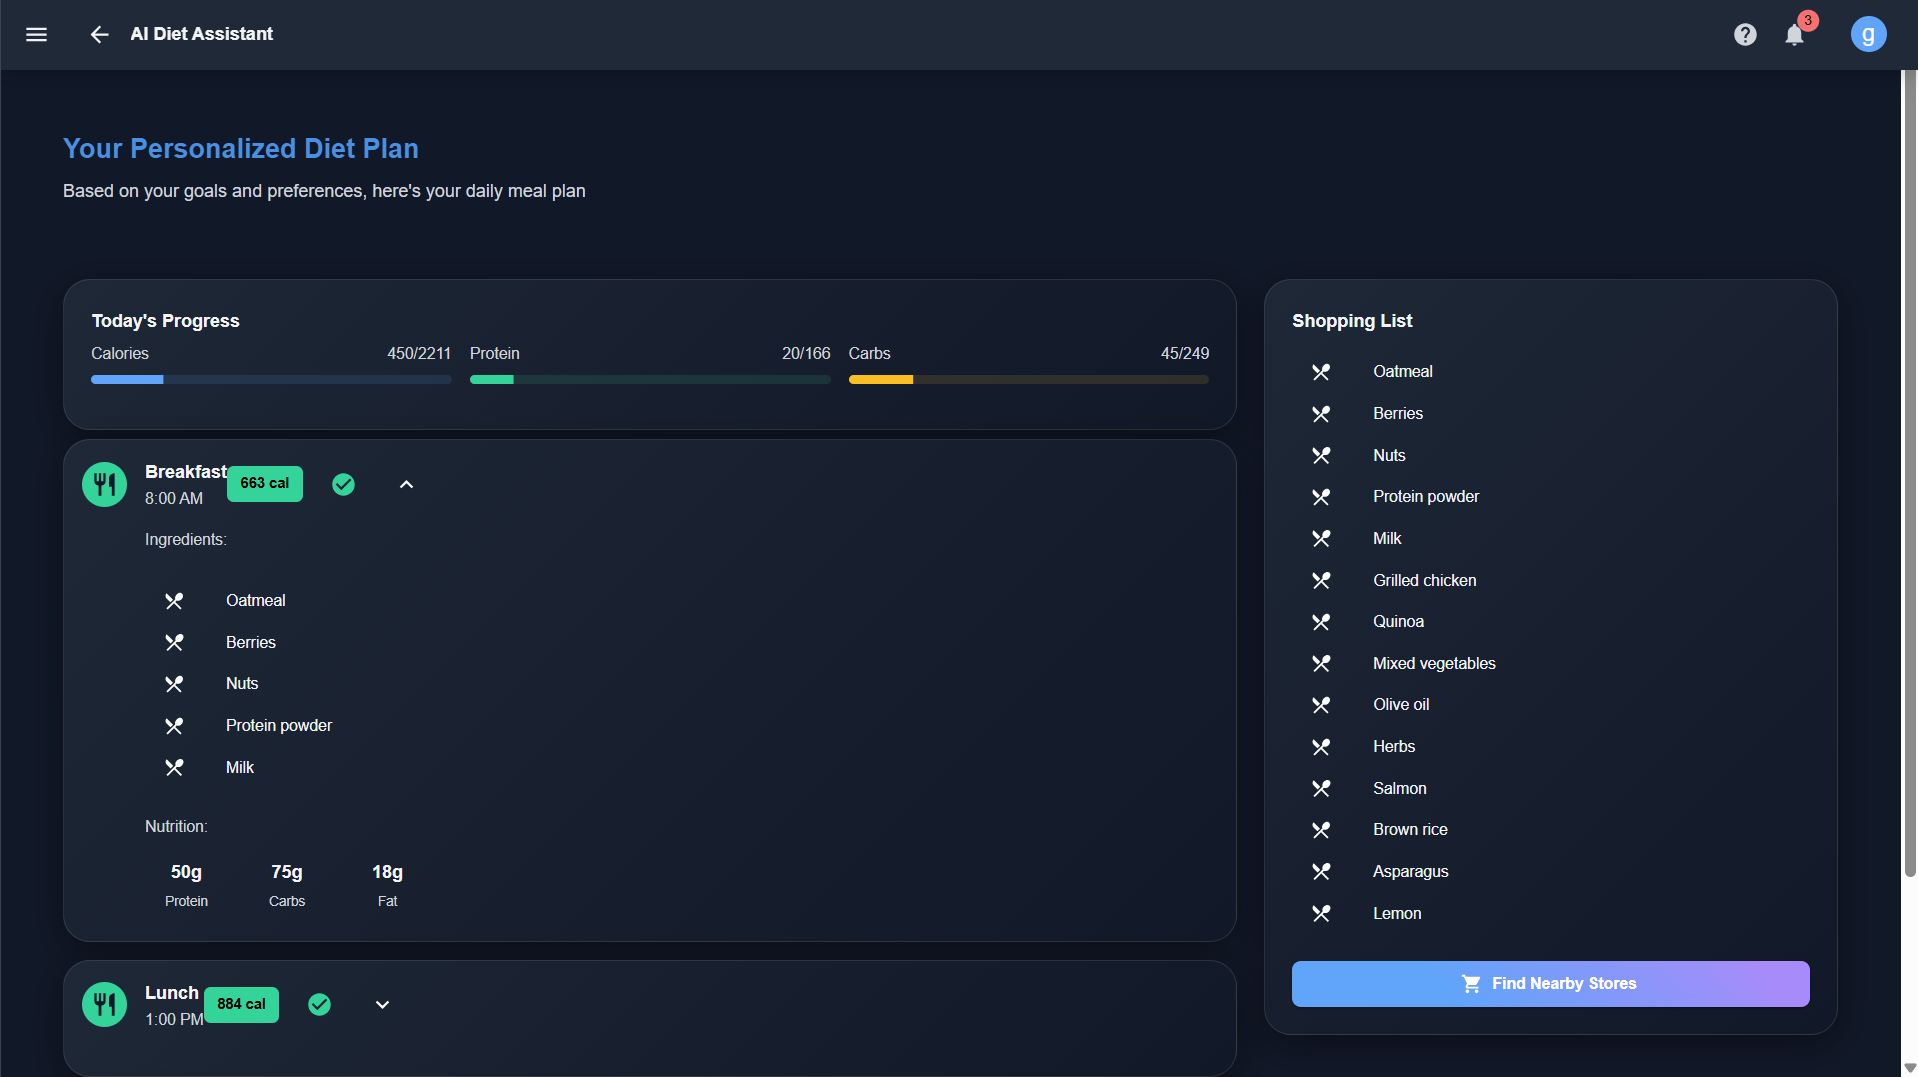 AI Diet Assistant
3
g
Your Personalized Diet Plan
Based on your goals and preferences, here's your daily meal plan
Today's Progress
Calories 450/2211 Protein 20/166 Carbs 45/249
Breakfast
663 cal
8:00 AM
Ingredients:
Oatmeal
Berries
Nuts
Protein powder
Milk
Nutrition:
50g 75g 18g
Protein Carbs Fat
Lunch
884 cal
1:00 PM
Shopping List
Oatmeal
Berries
Nuts
Protein powder
Milk
Grilled chicken
Quinoa
Mixed vegetables
Olive oil
Herbs
Salmon
Brown rice
Asparagus
Lemon
Find Nearby Stores